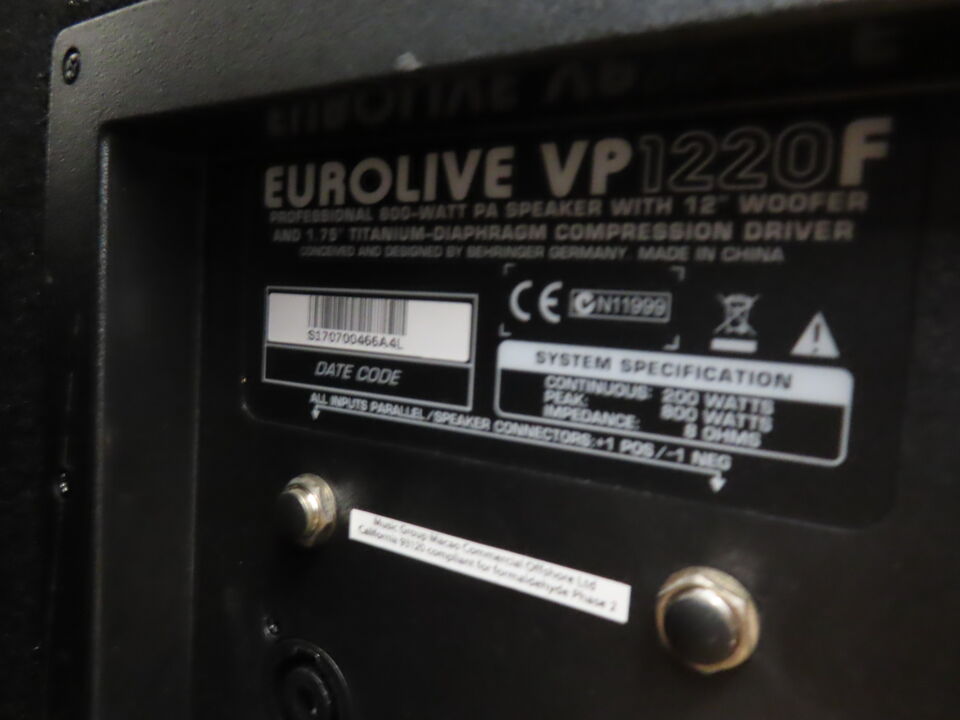 EUROLIVE VP1220F
PROFESSIONAL 800-WATT PA SPEAKER WITH 12" WOOFER
AND 1.75" TITANIUM-DIAPHRAGM COMPRESSION DRIVER
CONCEIVED AND DESIGNED BY BEHRINGER GERMANY. MADE IN CHINA
CE N11999
S170700466A4L
DATE CODE
SYSTEM SPECIFICATION
CONTINUOUS: 200 WATTS
PEAK: 800 WATTS
IMPEDANCE: 8 OHMS
ALL INPUTS PARALLEL/SPEAKER CONNECTORS:+1 POS/-1 NEG
Music Group Macao Commercial Offshore Ltd
California 93120 compliant for formaldehyde Phase 2